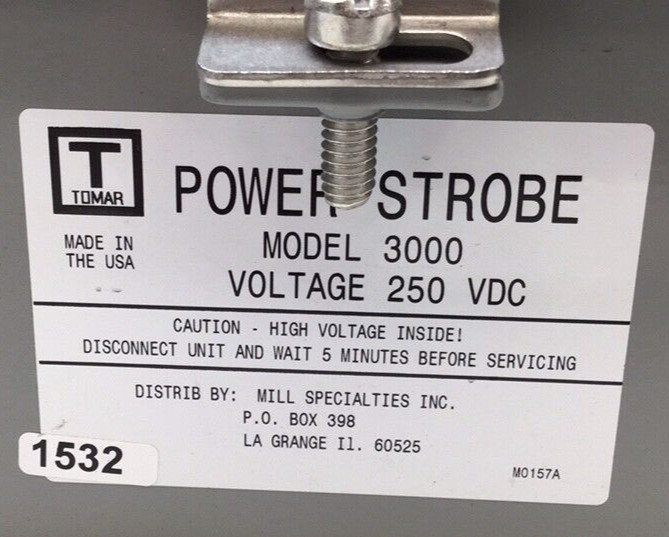 T
TOMAR
POWER STROBE
MADE IN
THE USA
MODEL 3000
VOLTAGE 250 VDC
CAUTION - HIGH VOLTAGE INSIDE!
DISCONNECT UNIT AND WAIT 5 MINUTES BEFORE SERVICING
DISTRIB BY: MILL SPECIALTIES INC.
P.O. BOX 398
LA GRANGE Il. 60525
1532
M0157A